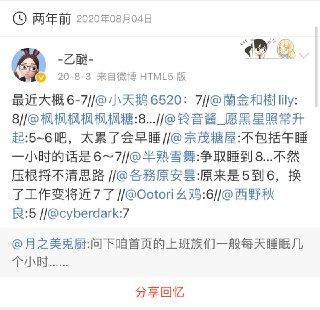 两年前 2020年08月04日
-乙醚-
20-8-3 来自微博 HTML5 版
最近大概6-7//@小天鹅6520：7//@蘭金和樹lily:
8//@枫枫枫枫枫枫糖:8...//@铃音醬_愿黑星照常升
起:5~6吧，太累了会早睡//@宗茂糖屋:不包括午睡
一小时的话是6～7//@半熟雪舞:争取睡到8...不然
压根捋不清思路 //@各務原安曇:原来是5到6，换
了工作变将近7了//@Ootori幺鸡:6//@西野秋
良:5 //@cyberdark:7
@月之美兎厨:问下咱首页的上班族们一般每天睡眠几
个小时......
分享回忆